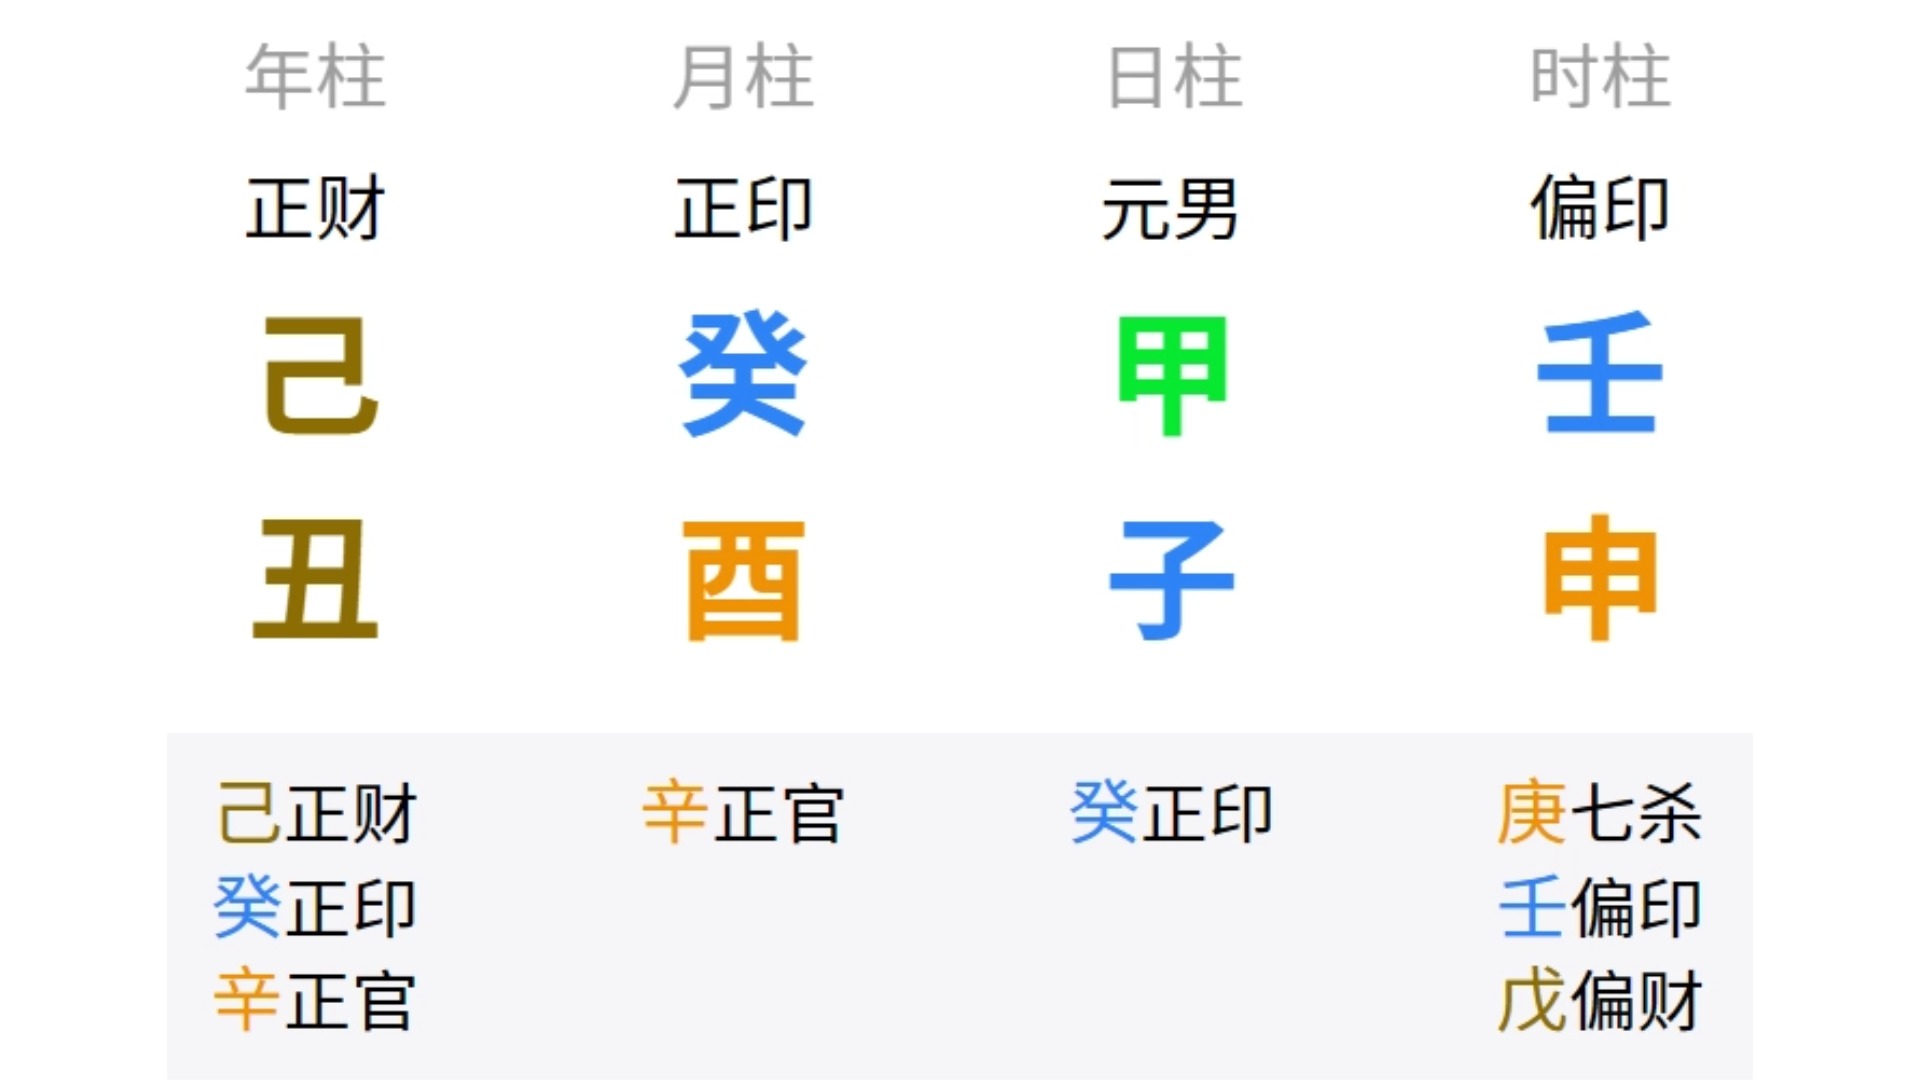 年柱 月柱 日柱 时柱
正财 正印 元男 偏印
己 癸 甲 壬
丑 酉 子 申
己正财 辛正官 癸正印 庚七杀
癸正印 壬偏印
辛正官 戊偏财